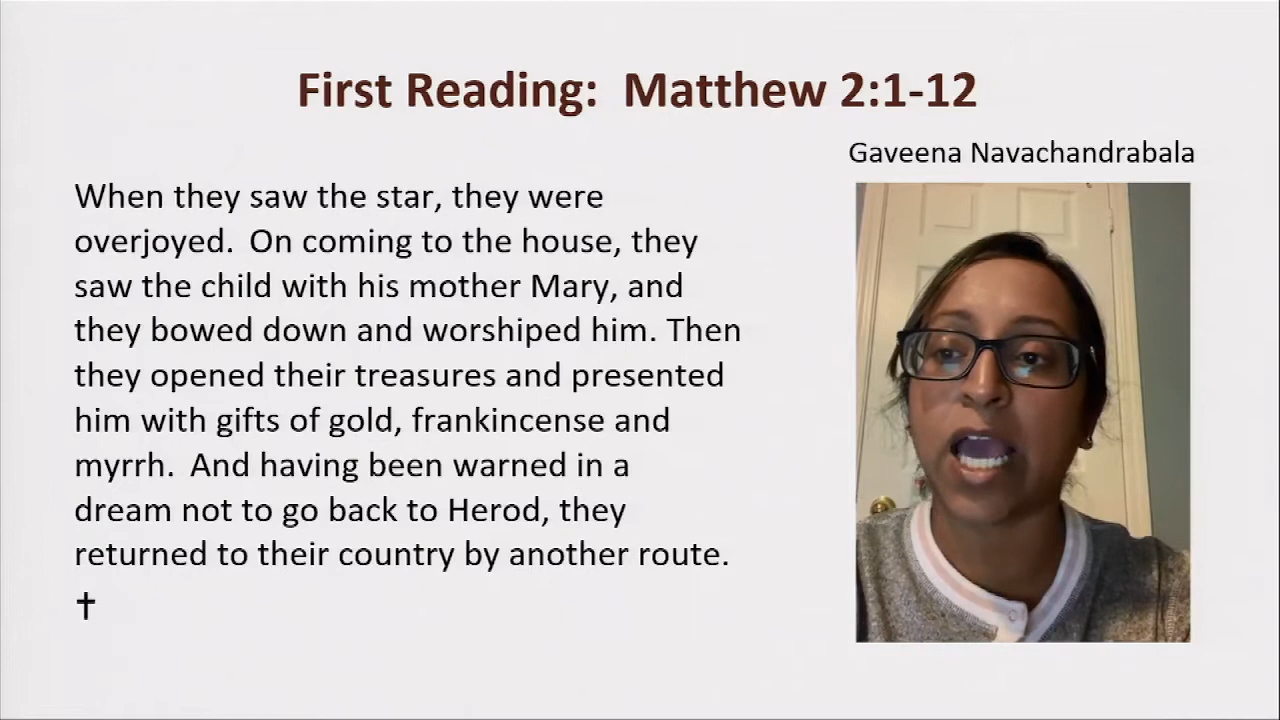 First Reading:  Matthew 2:1-12
Gaveena Navachandrabala
When they saw the star, they were
overjoyed.  On coming to the house, they
saw the child with his mother Mary, and
they bowed down and worshiped him. Then
they opened their treasures and presented
him with gifts of gold, frankincense and
myrrh.  And having been warned in a
dream not to go back to Herod, they
returned to their country by another route.
✝